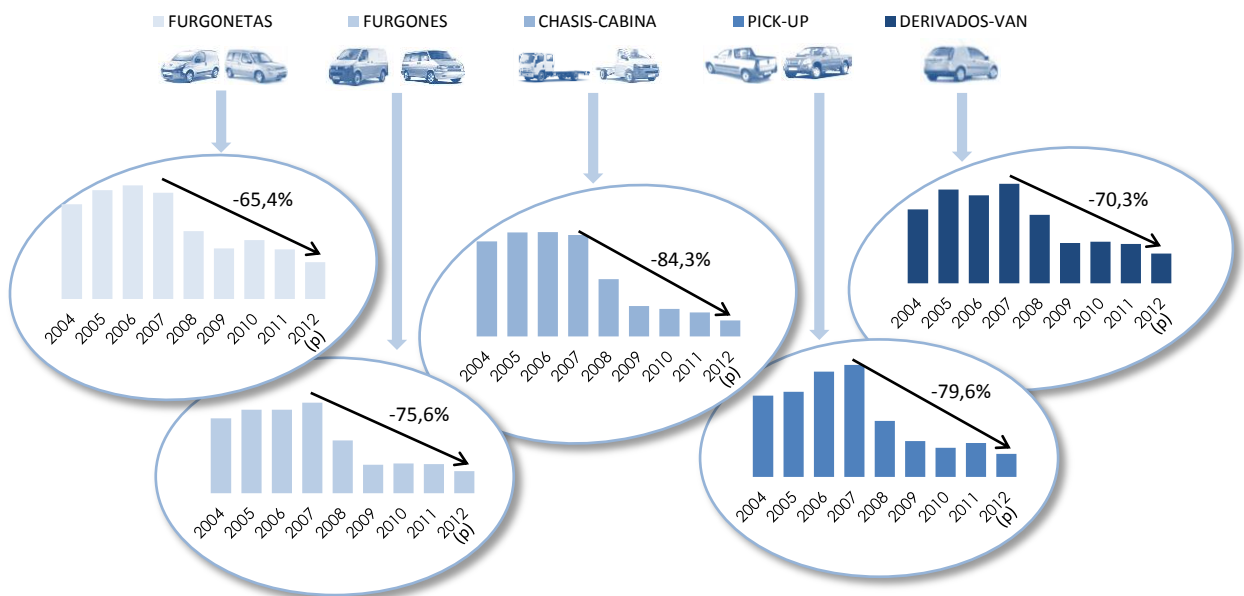 FURGONETAS FURGONES CHASIS-CABINA PICK-UP DERIVADOS-VAN
-65,4%
2004 2005 2006 2007 2008 2009 2010 2011 2012 (p)
-75,6%
2004 2005 2006 2007 2008 2009 2010 2011 2012 (p)
-84,3%
2004 2005 2006 2007 2008 2009 2010 2011 2012 (p)
-79,6%
2004 2005 2006 2007 2008 2009 2010 2011 2012 (p)
-70,3%
2004 2005 2006 2007 2008 2009 2010 2011 2012 (p)